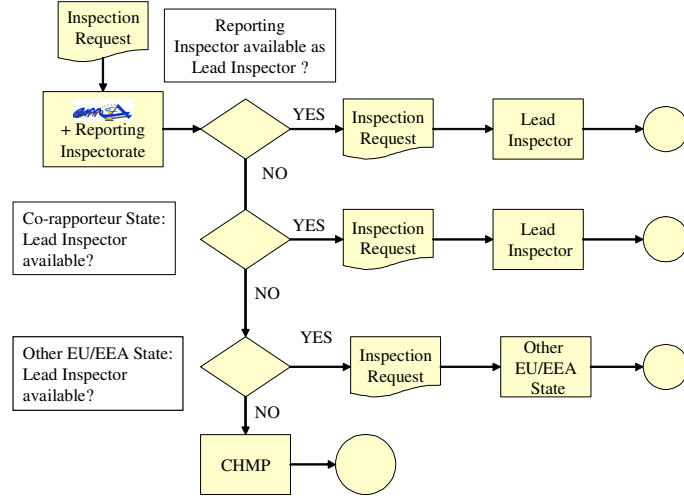 Inspection
Request
Reporting
Inspector available as
Lead Inspector ?
+ Reporting
Inspectorate
YES
Inspection
Request
Lead
Inspector
NO
Co-rapporteur State:
Lead Inspector
available?
YES
Inspection
Request
Lead
Inspector
NO
Other EU/EEA State:
Lead Inspector
available?
YES
Inspection
Request
Other
EU/EEA
State
NO
CHMP